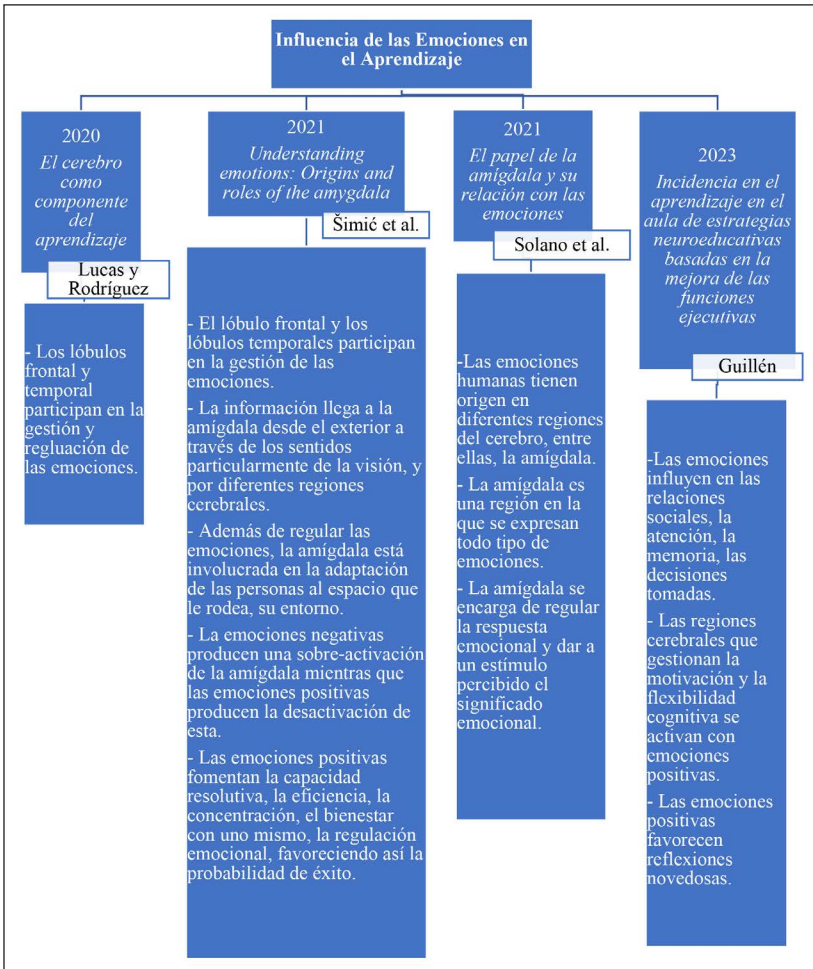 Influencia de las Emociones en
el Aprendizaje
2020
El cerebro
como
componente
del
aprendizaje
Lucas y
Rodríguez
- Los lóbulos
frontal y
temporal
participan en la
gestión y
regluación de
las emociones.
2021
Understanding
emotions: Origins and
roles of the amygdala
Šimić et al.
- El lóbulo frontal y los
lóbulos temporales participan
en la gestión de las
emociones.
- La información llega a la
amígdala desde el exterior a
través de los sentidos
particularmente de la visión, y
por diferentes regiones
cerebrales.
- Además de regular las
emociones, la amígdala está
involucrada en la adaptación
de las personas al espacio que
le rodea, su entorno.
- La emociones negativas
producen una sobre-activación
de la amígdala mientras que
las emociones positivas
producen la desactivación de
esta.
- Las emociones positivas
fomentan la capacidad
resolutiva, la eficiencia, la
concentración, el bienestar
con uno mismo, la regulación
emocional, favoreciendo así la
probabilidad de éxito.
2021
El papel de la
amígdala y su
relación con las
emociones
Solano et al.
-Las emociones
humanas tienen
origen en
diferentes regiones
del cerebro, entre
ellas, la amígdala.
- La amígdala es
una región en la
que se expresan
todo tipo de
emociones.
- La amígdala se
encarga de regular
la respuesta
emocional y dar a
un estímulo
percibido el
significado
emocional.
2023
Incidencia en el
aprendizaje en el
aula de estrategias
neuroeducativas
basadas en la
mejora de las
funciones
ejecutivas
Guillén
-Las emociones
influyen en las
relaciones
sociales, la
atención, la
memoria, las
decisiones
tomadas.
- Las regiones
cerebrales que
gestionan la
motivación y la
flexibilidad
cognitiva se
activan con
emociones
positivas.
- Las emociones
positivas
favorecen
reflexiones
novedosas.